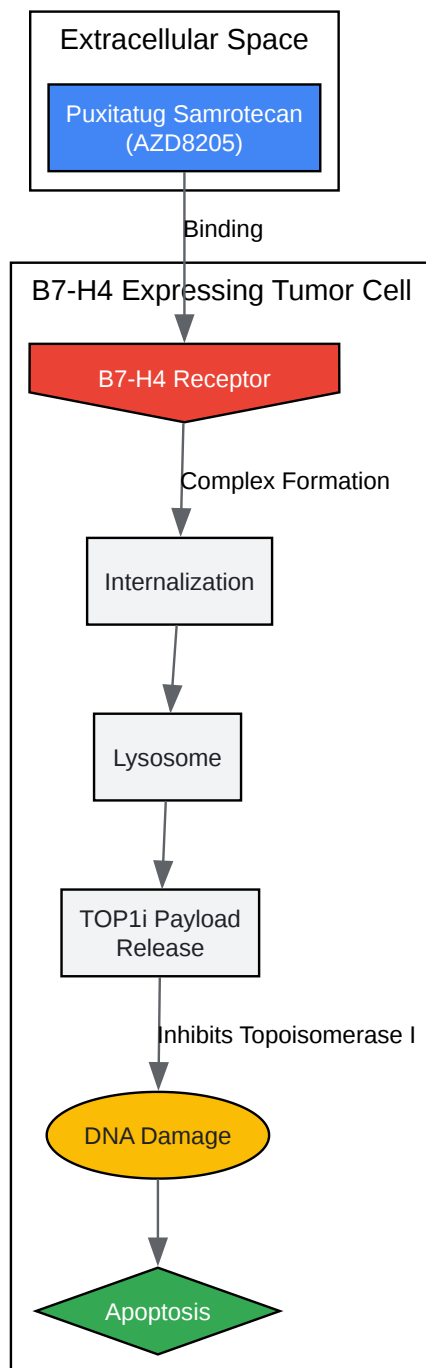 Extracellular Space
Puxitatug Samrotecan
(AZD8205)
Binding
B7-H4 Expressing Tumor Cell
B7-H4 Receptor
Complex Formation
Internalization
Lysosome
TOP1i Payload
Release
Inhibits Topoisomerase I
DNA Damage
Apoptosis